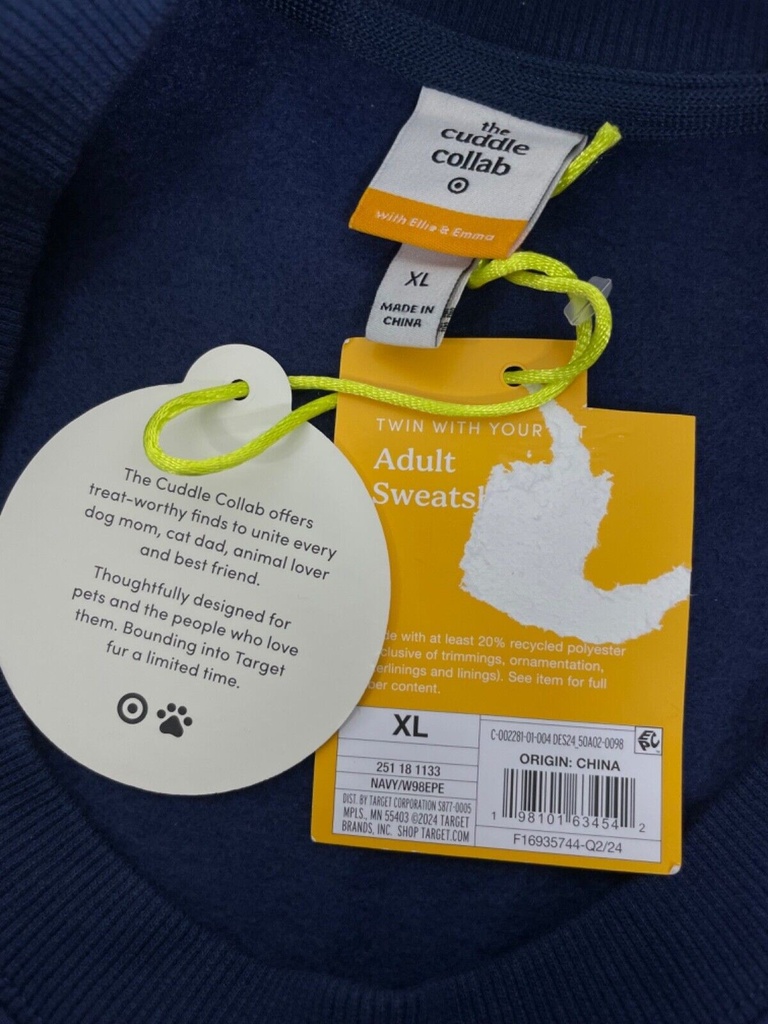 the
cuddle
collab
with Ellie & Emma
XL
MADE IN
CHINA
The Cuddle Collab offers
treat-worthy finds to unite every
dog mom, cat dad, animal lover
and best friend.
Thoughtfully designed for
pets and the people who love
them. Bounding into Target
fur a limited time.
TWIN WITH YOUR
Adult
with at least 20% recycled polyester
of trimmings, ornamentation,
and linings). See item for full
content.
XL
251 18 1133
NAVY/W98EPE
DIST. BY TARGET CORPORATION 5877-0005
MPLS., MN 55403 ©2024 TARGET
BRANDS, INC. SHOP TARGET.COM
C-002281-01-004 DES24_50A02-0098
EPC
ORIGIN: CHINA
1 98101 63454 2
F16935744-Q2/24